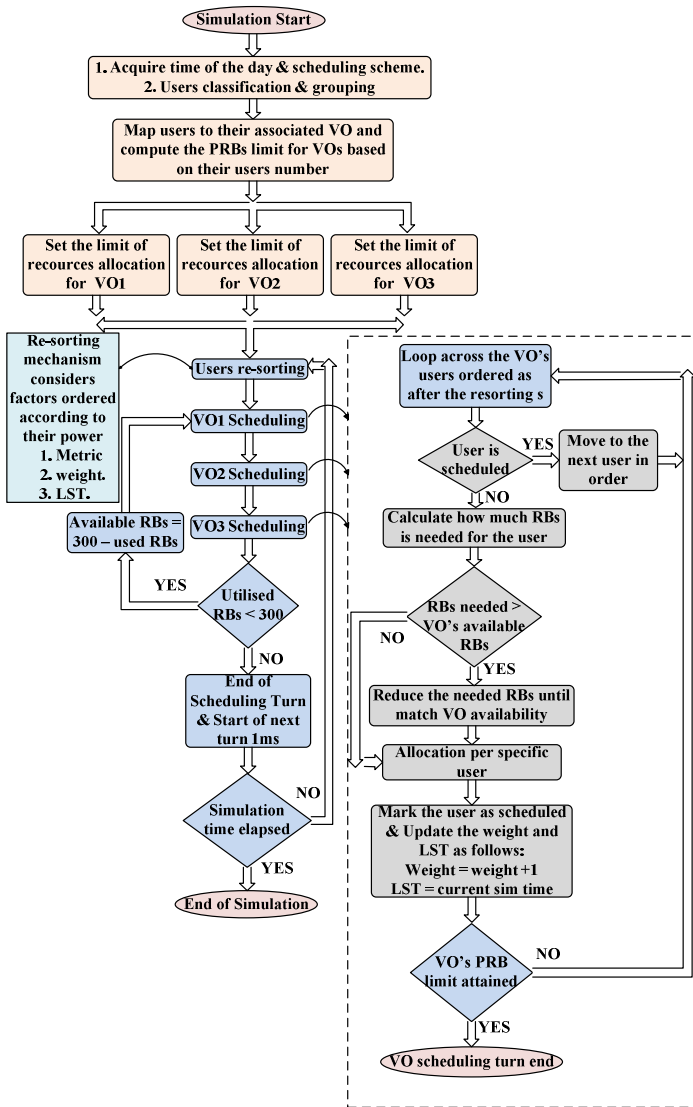 Simulation Start
1. Acquire time of the day & scheduling scheme.
2. Users classification & grouping
Map users to their associated VO and
compute the PRBs limit for VOs based
on their users number
Set the limit of
recources allocation
for VO1
Set the limit of
recources allocation
for VO2
Set the limit of
recources allocation
for VO3
Re-sorting
mechanism
considers
factors ordered
according to
their power
1. Metric
2. weight.
3. LST.
Users re-sorting
VO1 Scheduling
VO2 Scheduling
VO3 Scheduling
Available RBs =
300 – used RBs
YES
Utilised
RBs < 300
NO
End of
Scheduling Turn
& Start of next
turn 1ms
NO
Simulation
time elapsed
YES
End of Simulation
Loop across the VO's
users ordered as
after the resorting s
User is
scheduled
YES
Move to the
next user in
order
NO
Calculate how much RBs
is needed for the user
RBs needed >
VO's available
RBs
NO
YES
Reduce the needed RBs until
match VO availability
Allocation per specific
user
Mark the user as scheduled
& Update the weight and
LST as follows:
Weight = weight +1
LST = current sim time
VO's PRB
limit attained
NO
YES
VO scheduling turn end